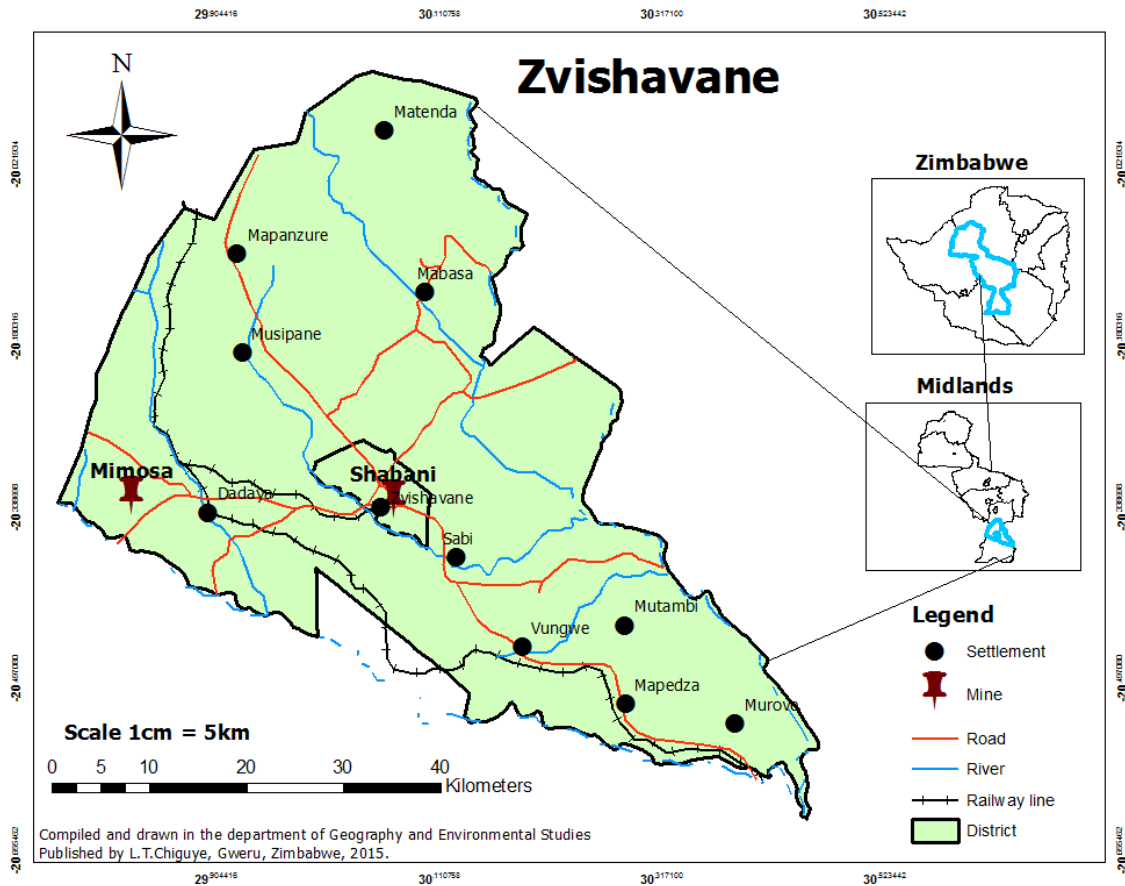 29 904416 30 110758 30 317100 30 523442
N
Zvishavane
Matenda
Zimbabwe
Mapanzure
Mabasa
Musipane
Midlands
Mimosa
Shabani
Dadaya
Zvishavane
Sabi
Mutambi
Vungwe
Mapedza
Murovo
Legend
Settlement
Mine
Road
River
Railway line
District
Scale 1cm = 5km
0 5 10 20 30 40
Kilometers
Compiled and drawn in the department of Geography and Environmental Studies
Published by L.T.Chiguye, Gweru, Zimbabwe, 2015.
29 904416 30 110758 30 317100 30 523442